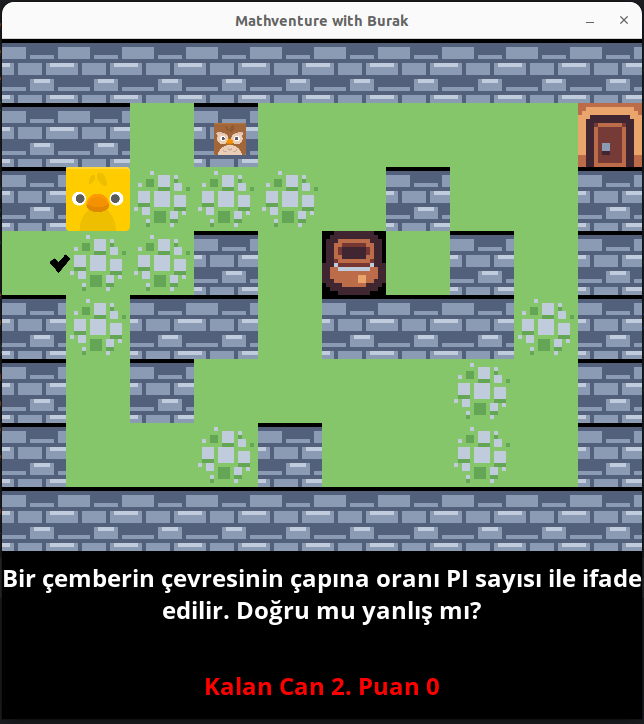 Mathventure with Burak
Bir çemberin çevresinin çapına oranı PI sayısı ile ifade
edilir. Doğru mu yanlış mı?
Kalan Can 2. Puan 0